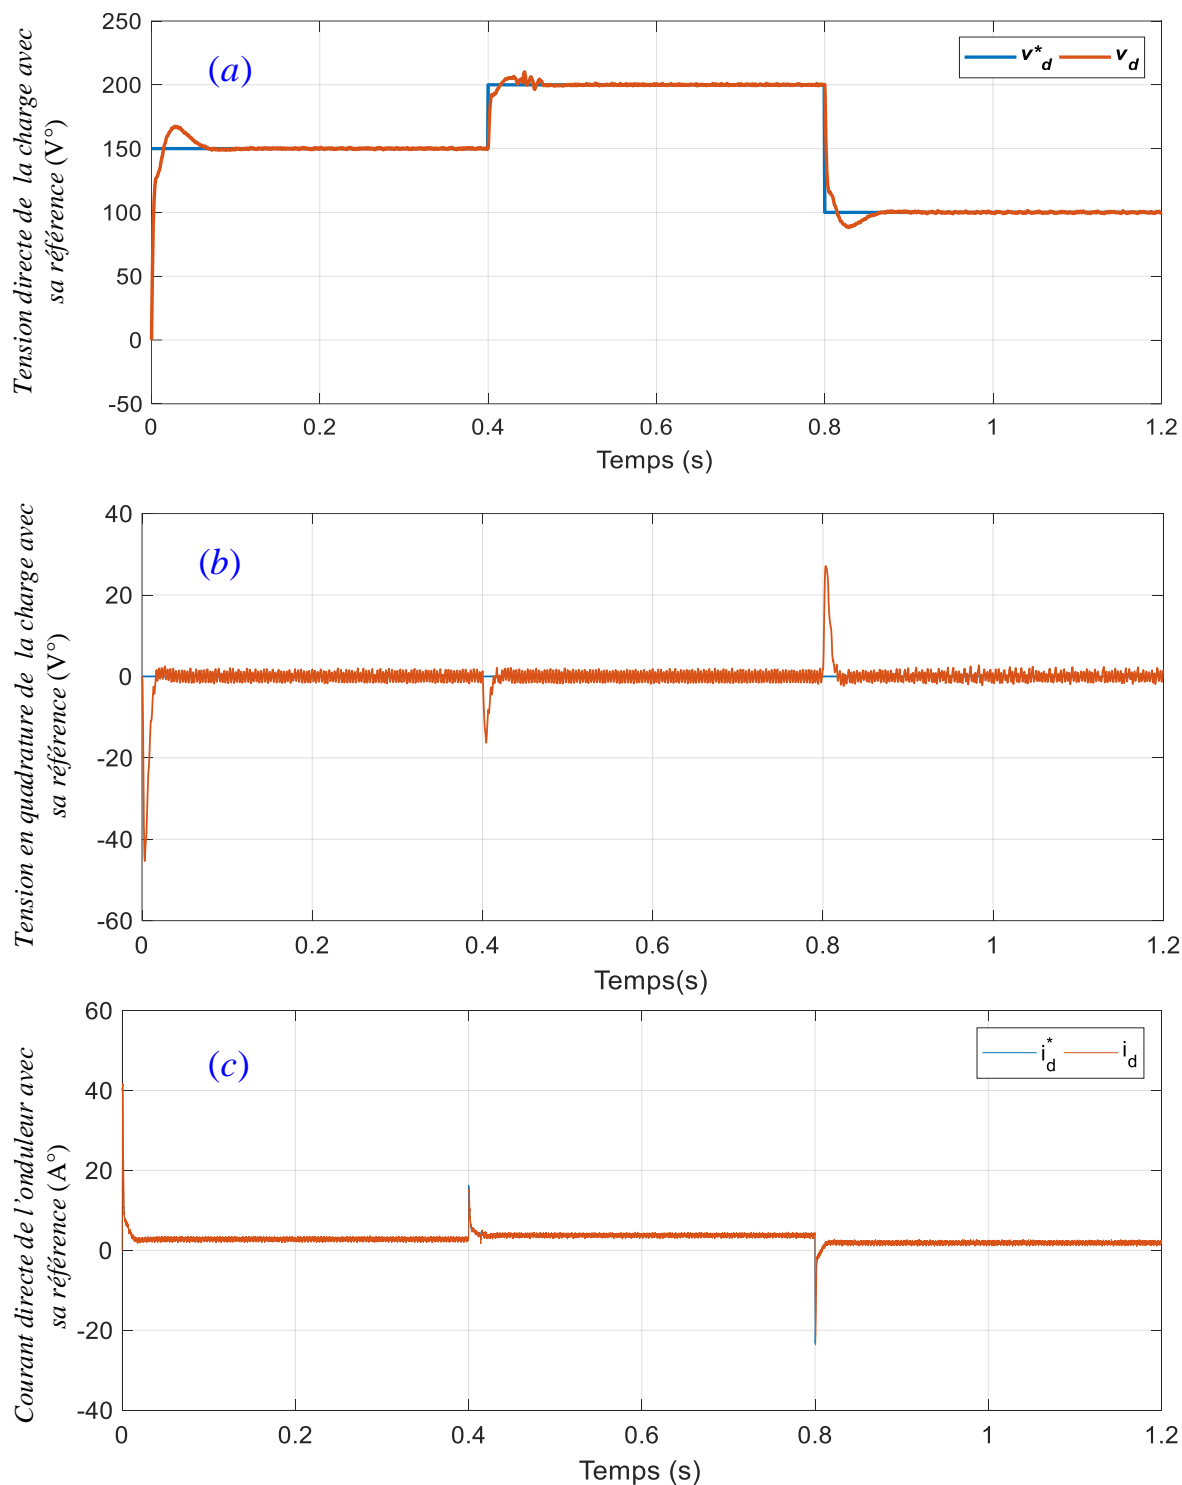 Tension directe de la charge avec
sa référence (V°)
(a)
v*d vd
250
200
150
100
50
0
-50
0 0.2 0.4 0.6 0.8 1 1.2
Temps (s)
Tension en quadrature de la charge avec
sa référence (V°)
(b)
40
20
0
-20
-40
-60
0 0.2 0.4 0.6 0.8 1 1.2
Temps(s)
Courant directe de l'onduleur avec
sa référence (A°)
(c)
i*d id
60
40
20
0
-20
-40
0 0.2 0.4 0.6 0.8 1 1.2
Temps (s)